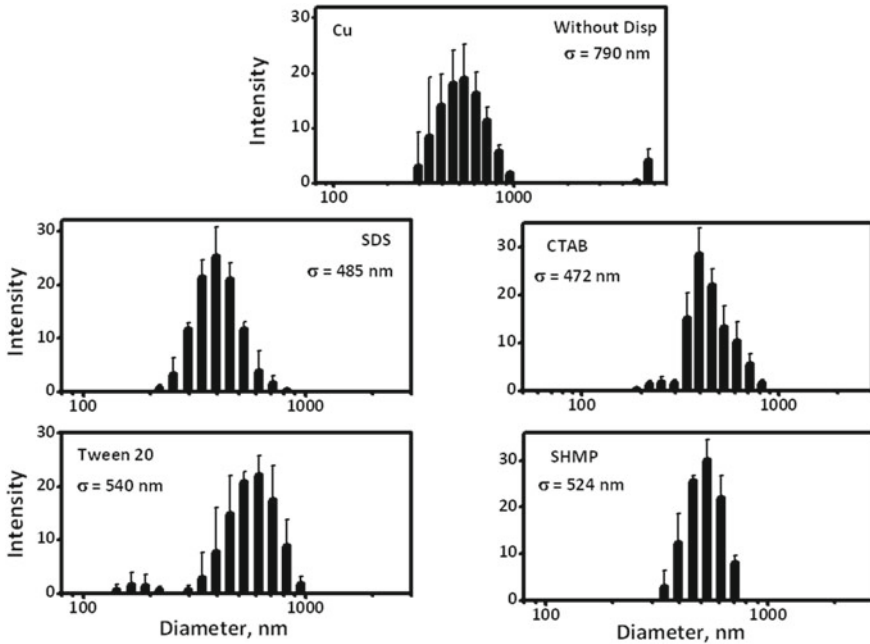 30
Cu
Without Disp
σ = 790 nm
20
Intensity
10
0
100
1000
30
SDS
σ = 485 nm
20
Intensity
10
0
100
1000
CTAB
30
σ = 472 nm
20
10
0
100
1000
30
Tween 20
σ = 540 nm
20
Intensity
10
0
100
1000
Diameter, nm
SHMP
30
σ = 524 nm
20
10
0
100
1000
Diameter, nm